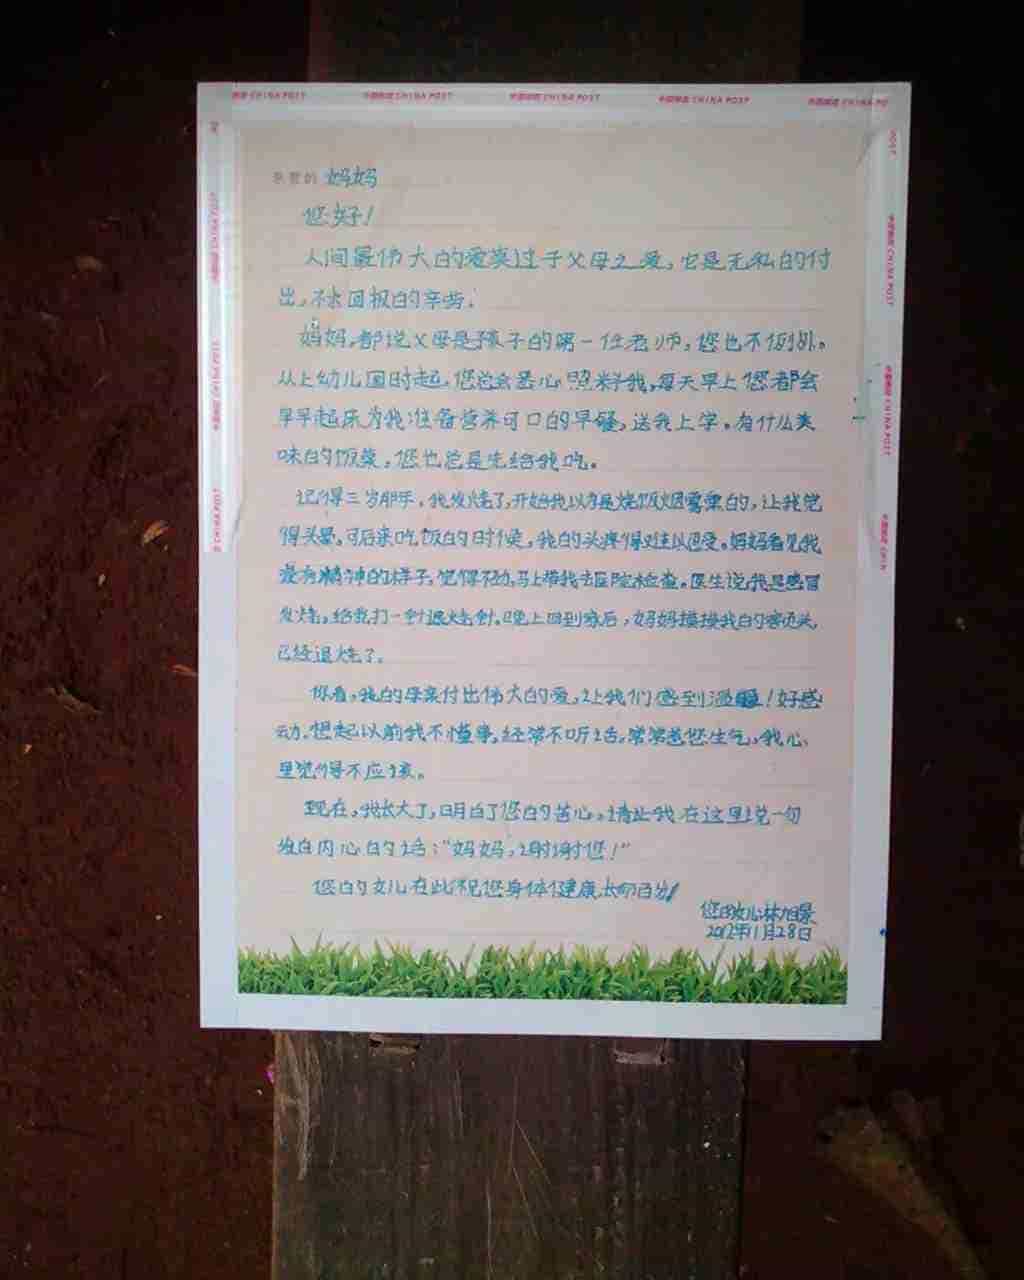 中国邮政 CHINA POST 中国邮政 CHINA POST 中国邮政 CHINA POST 中国邮政 CHINA POST 中国邮政 CHINA PO
亲爱的 妈妈
您好！
人间最伟大的爱莫过于父母之爱，它是无私的付
出，不求回报的辛劳。
妈妈，都说父母是孩子的第一任老师，您也不例外。
从上幼儿园时起，您总会悉心照料我，每天早上您都会
早早起床为我准备营养可口的早餐，送我上学。有什么美
味的饭菜，您也总是先给我吃。
记得三岁那年，我发烧了，开始我以为是烧饭烟雾熏的，让我觉
得头晕。可后来吃饭的时候，我的头疼得难以忍受。妈妈看见我
没有精神的样子，觉得不劲，马上带我去医院检查。医生说我是感冒
发烧，给我打一针退烧针。晚上回到家后，妈妈摸摸我的额头
已经退烧了。
你看，我的母亲付出伟大的爱，让我们感到温暖！好感
动。想起以前我不懂事，经常不听话。常常惹您生气，我心
里觉得不应该。
现在，我长大了，明白了您的苦心。请让我在这里说一句
发自内心的话：“妈妈，谢谢您！”
您的女儿在此祝您身体健康，长命百岁！
您的女儿：林旭景
2012年11月28日